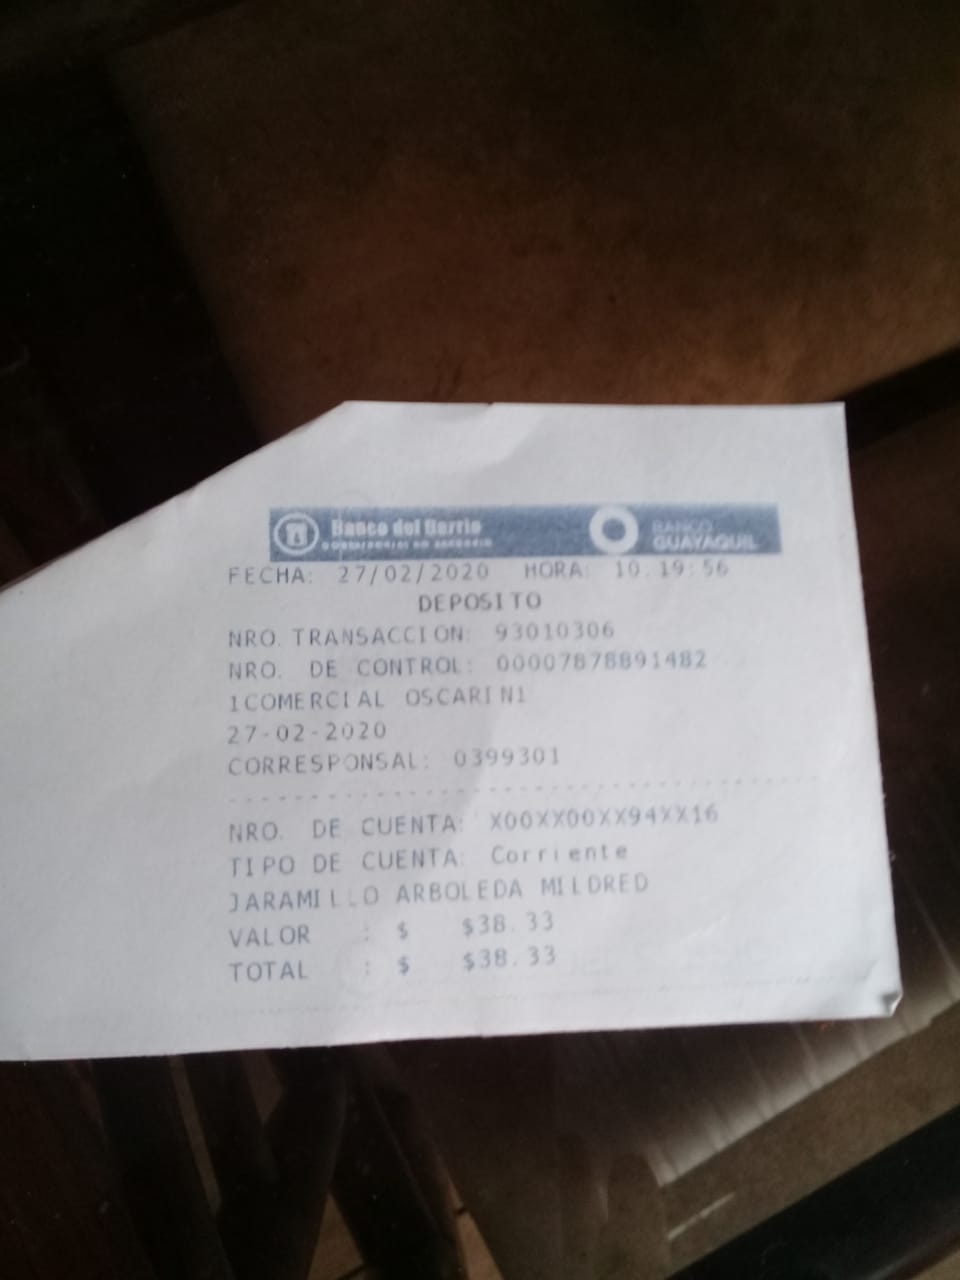 Banco del Barrio
BANCO
GUAYAQUIL
FECHA: 27/02/2020 HORA: 10:19:56
DEPOSITO
NRO. TRANSACCION: 93010306
NRO. DE CONTROL: 00007878891482
1COMERCIAL OSCARIN1
27-02-2020
CORRESPONSAL: 0399301
NRO. DE CUENTA: X00XX00XX94XX16
TIPO DE CUENTA: Corriente
JARAMILLO ARBOLEDA MILDRED
VALOR : $ $38.33
TOTAL : $ $38.33